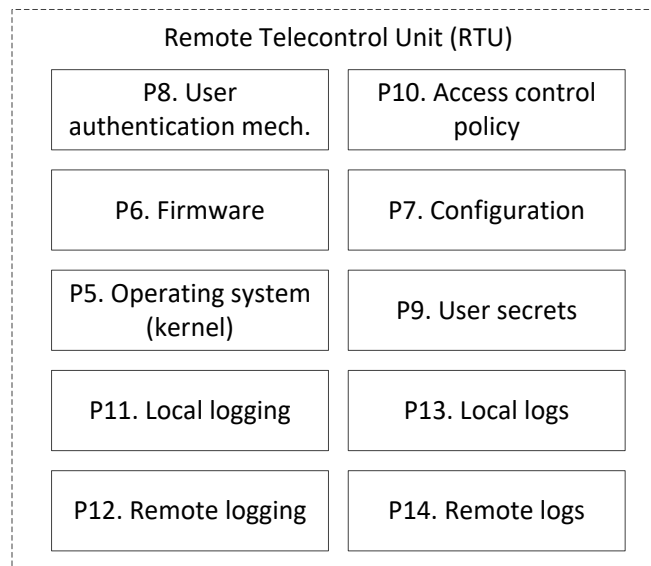 Remote Telecontrol Unit (RTU)
P8. User
authentication mech.
P10. Access control
policy
P6. Firmware
P7. Configuration
P5. Operating system
(kernel)
P9. User secrets
P11. Local logging
P13. Local logs
P12. Remote logging
P14. Remote logs